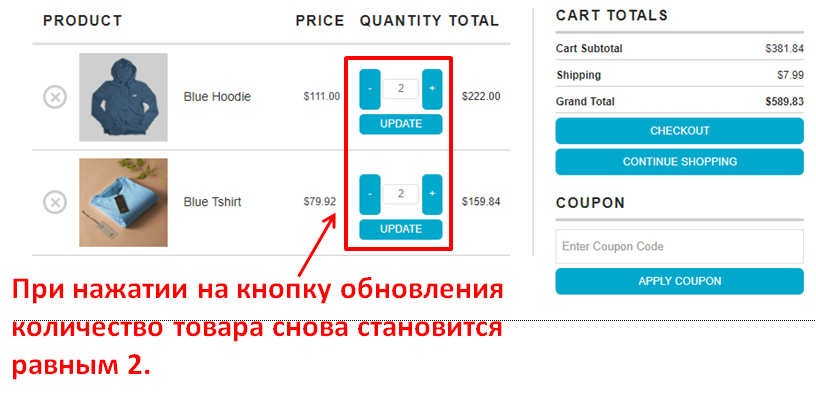 PRODUCT PRICE QUANTITY TOTAL
Blue Hoodie $111.00 - 2 + $222.00
UPDATE
Blue Tshirt $79.92 - 2 + $159.84
UPDATE
CART TOTALS
Cart Subtotal $381.84
Shipping $7.99
Grand Total $589.83
CHECKOUT
CONTINUE SHOPPING
COUPON
Enter Coupon Code
APPLY COUPON
При нажатии на кнопку обновления
количество товара снова становится
равным 2.